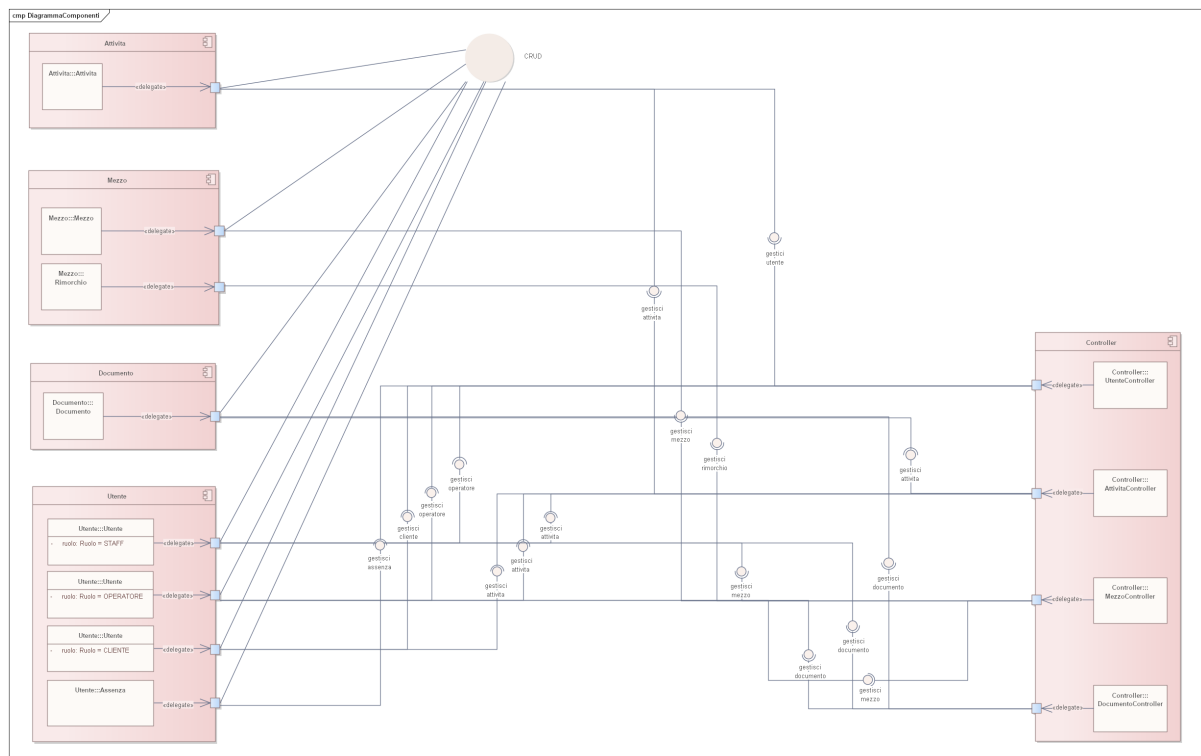 cmp DiagrammaComponenti
Attivita
Attivita:::Attivita
«delegate»
CRUD
Mezzo
Mezzo:::Mezzo
«delegate»
Mezzo:::
Rimorchio
«delegate»
gestici
utente
gestisci
attivita
Documento
Documento:::
Documento
«delegate»
Controller
Controller:::
UtenteController
«delegate»
gestisci
mezzo
gestisci
rimorchio
gestisci
attivita
gestisci
operatore
gestisci
operatore
gestisci
cliente
gestisci
assenza
gestisci
attivita
gestisci
attivita
gestisci
attivita
Controller:::
AttivitaController
«delegate»
Utente
Utente:::Utente
- ruolo: Ruolo = STAFF
«delegate»
Utente:::Utente
- ruolo: Ruolo = OPERATORE
«delegate»
Utente:::Utente
- ruolo: Ruolo = CLIENTE
«delegate»
Utente:::Assenza
«delegate»
gestisci
mezzo
gestisci
documento
Controller:::
MezzoController
«delegate»
gestisci
documento
gestisci
documento
gestisci
mezzo
Controller:::
DocumentoController
«delegate»